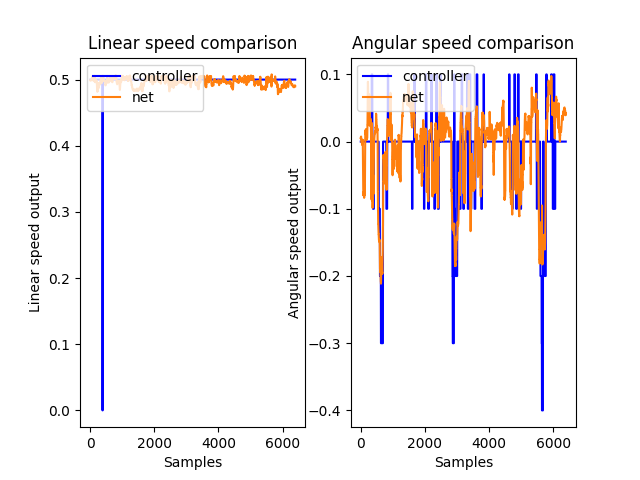 Linear speed comparison
controller
net
0.5
0.4
0.3
0.2
0.1
0.0
Linear speed output
0 2000 4000 6000
Samples
Angular speed comparison
controller
net
0.1
0.0
−0.1
−0.2
−0.3
−0.4
Angular speed output
0 2000 4000 6000
Samples